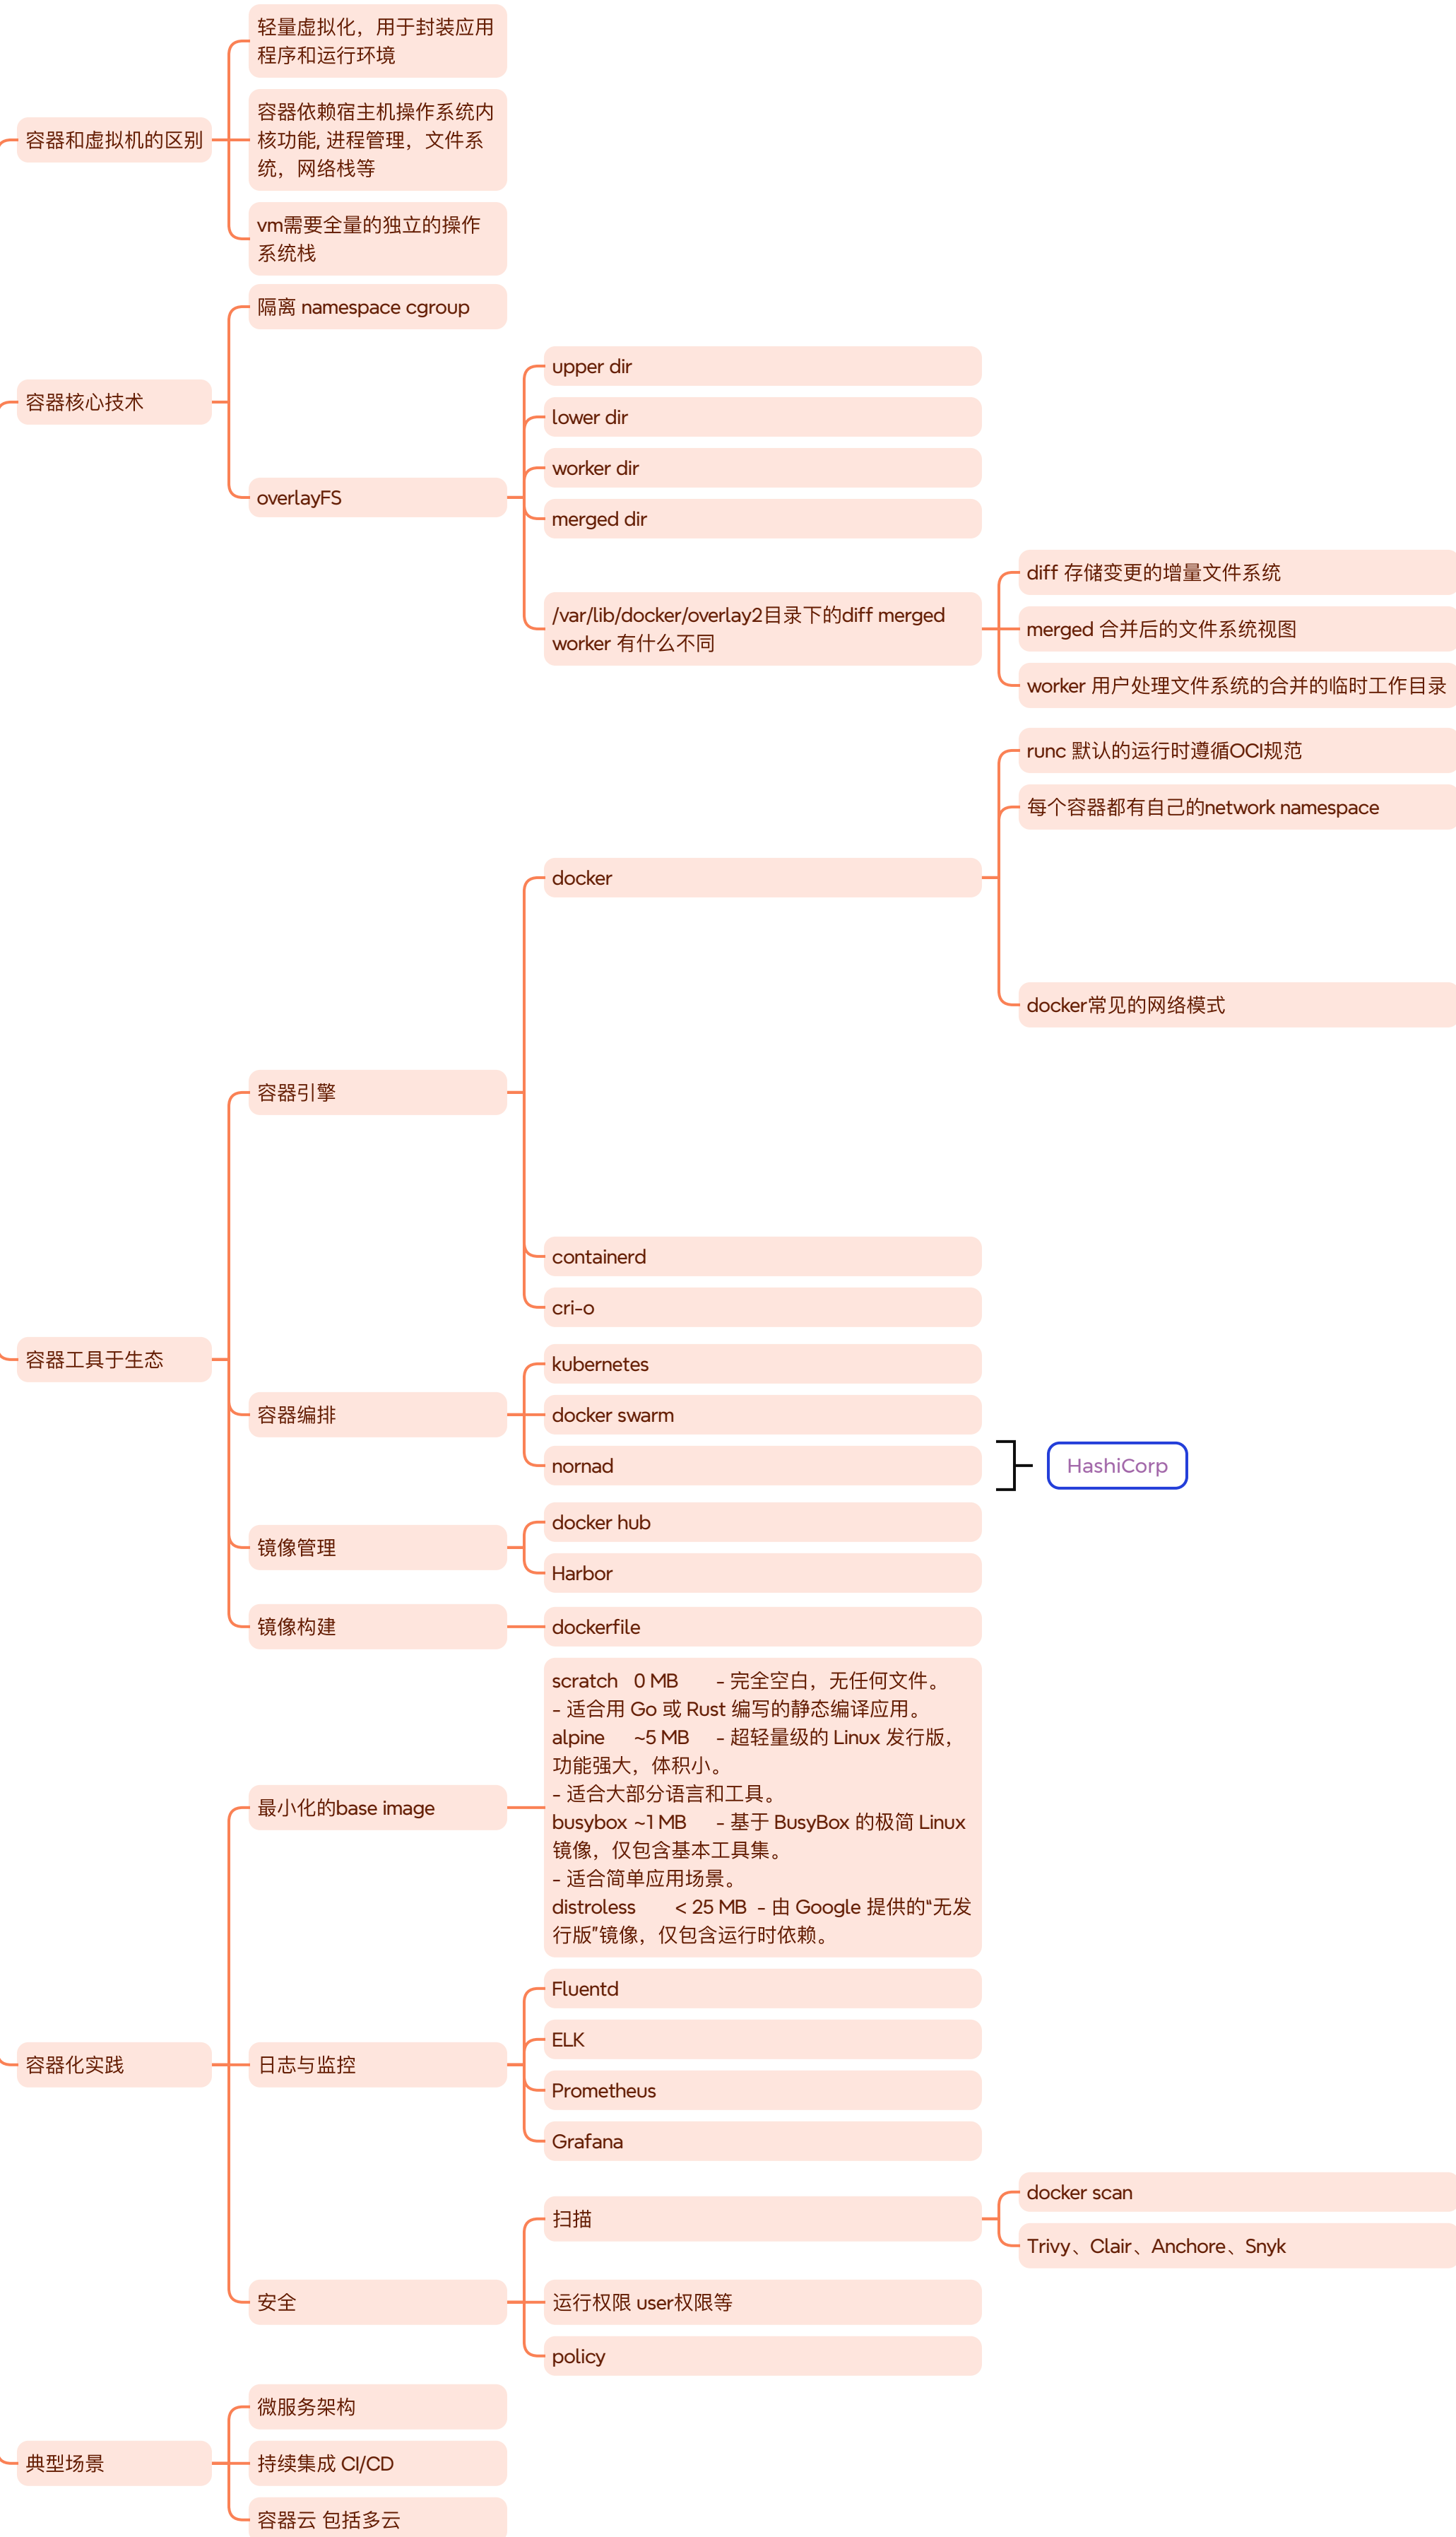 容器和虚拟机的区别
轻量虚拟化，用于封装应用
程序和运行环境
容器依赖宿主机操作系统内
核功能, 进程管理，文件系
统，网络栈等
vm需要全量的独立的操作
系统栈
容器核心技术
隔离 namespace cgroup
overlayFS
upper dir
lower dir
worker dir
merged dir
/var/lib/docker/overlay2目录下的diff merged
worker 有什么不同
diff 存储变更的增量文件系统
merged 合并后的文件系统视图
worker 用户处理文件系统的合并的临时工作目录
容器工具于生态
容器引擎
docker
runc 默认的运行时遵循OCI规范
每个容器都有自己的network namespace
docker常见的网络模式
containerd
cri-o
容器编排
kubernetes
docker swarm
nornad
HashiCorp
镜像管理
docker hub
Harbor
镜像构建
dockerfile
容器化实践
最小化的base image
scratch 0 MB - 完全空白，无任何文件。
- 适合用 Go 或 Rust 编写的静态编译应用。
alpine ~5 MB - 超轻量级的 Linux 发行版，
功能强大，体积小。
- 适合大部分语言和工具。
busybox ~1 MB - 基于 BusyBox 的极简 Linux
镜像，仅包含基本工具集。
- 适合简单应用场景。
distroless < 25 MB - 由 Google 提供的“无发
行版”镜像，仅包含运行时依赖。
日志与监控
Fluentd
ELK
Prometheus
Grafana
安全
扫描
docker scan
Trivy、Clair、Anchore、Snyk
运行权限 user权限等
policy
典型场景
微服务架构
持续集成 CI/CD
容器云 包括多云